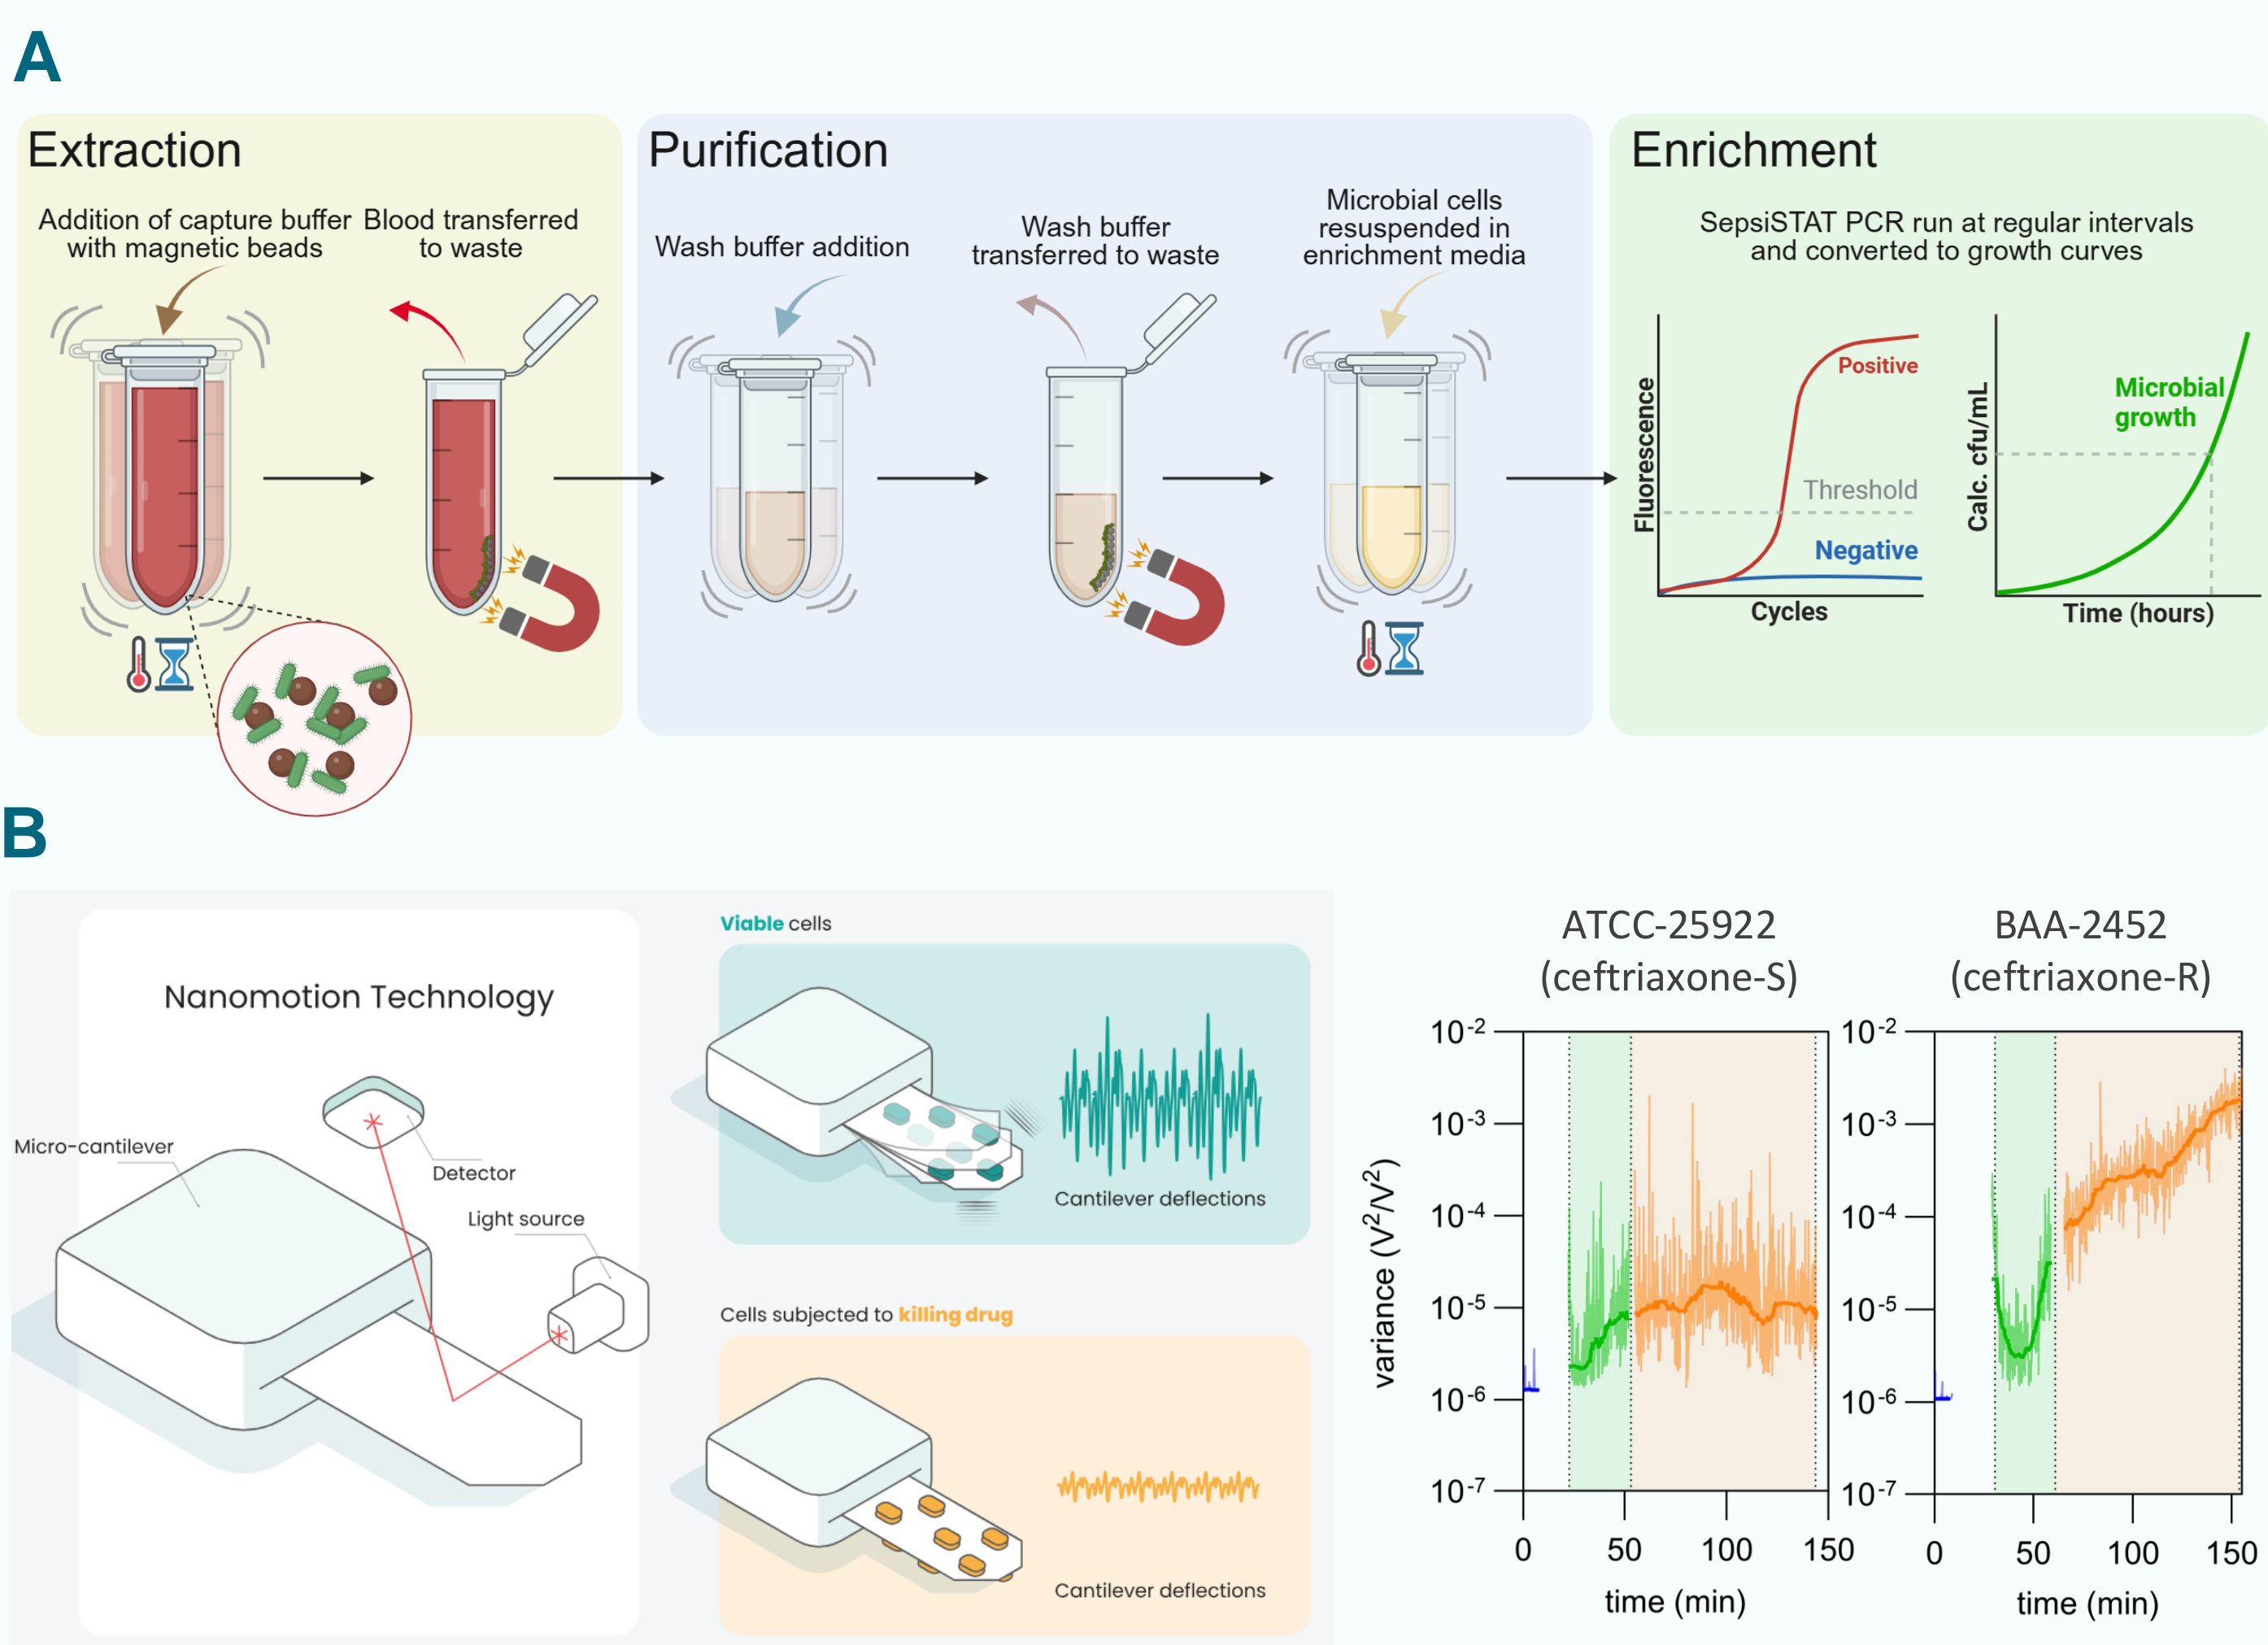 A
Extraction
Addition of capture buffer
with magnetic beads
Blood transferred
to waste
Purification
Wash buffer addition
Wash buffer
transferred to waste
Microbial cells
resuspended in
enrichment media
Enrichment
SepsiSTAT PCR run at regular intervals
and converted to growth curves
Fluorescence
Positive
Threshold
Negative
Cycles
Calc. cfu/mL
Microbial
growth
Time (hours)
B
Nanomotion Technology
Micro-cantilever
Detector
Light source
Viable cells
Cantilever deflections
Cells subjected to killing drug
Cantilever deflections
ATCC-25922
(ceftriaxone-S)
variance (V²/V²)
10⁻²
10⁻³
10⁻⁴
10⁻⁵
10⁻⁶
10⁻⁷
0 50 100 150
time (min)
BAA-2452
(ceftriaxone-R)
10⁻²
10⁻³
10⁻⁴
10⁻⁵
10⁻⁶
10⁻⁷
0 50 100 150
time (min)